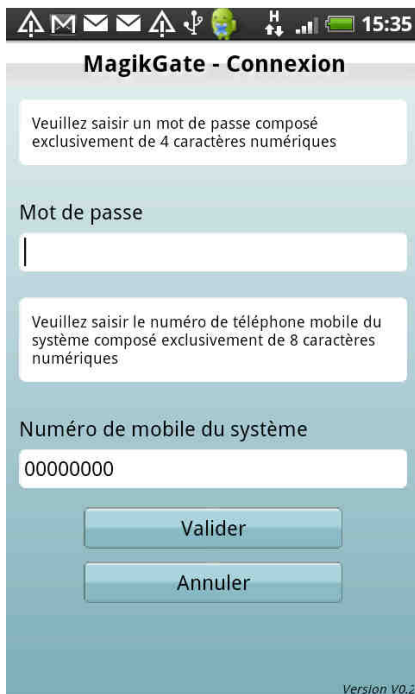 H 15:35
MagikGate - Connexion
Veuillez saisir un mot de passe composé
exclusivement de 4 caractères numériques
Mot de passe
Veuillez saisir le numéro de téléphone mobile du
système composé exclusivement de 8 caractères
numériques
Numéro de mobile du système
00000000
Valider
Annuler
Version V0.2